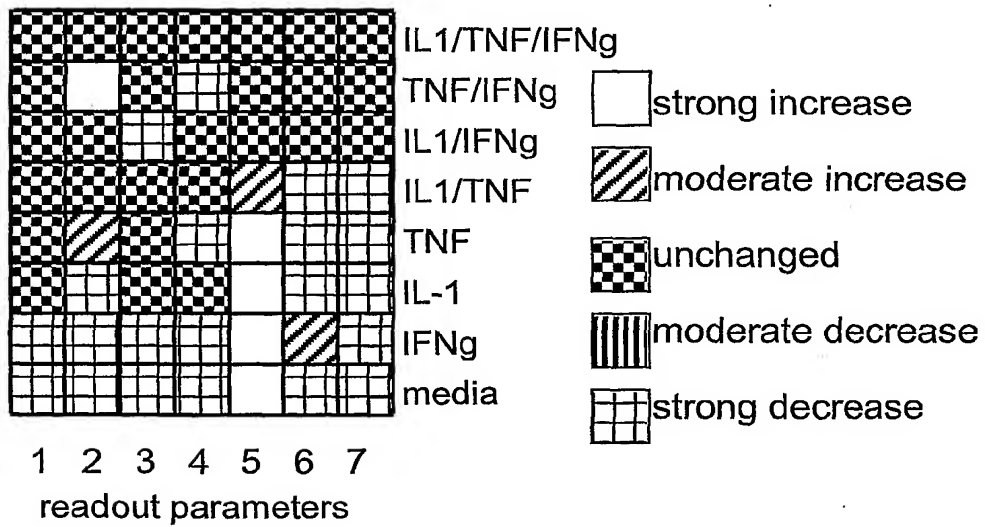 IL1/TNF/IFNg
TNF/IFNg
IL1/IFNg
IL1/TNF
TNF
IL-1
IFNg
media
strong increase
moderate increase
unchanged
moderate decrease
strong decrease
1 2 3 4 5 6 7
readout parameters